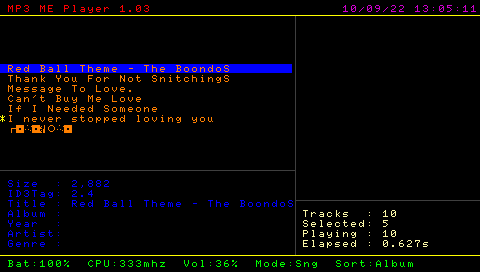 MP3 ME Player 1.03
10/09/22 13:05:11
Red Ball Theme - The BoondoS
Thank You For Not SnitchingS
Message To Love.
Can't Buy Me Love
If I Needed Someone
*I never stopped loving you
Size : 2.002
ID3Tag: 2.4
Title : Red Ball Theme - The BoondoS
Album :
Year :
Artist:
Genre :
Tracks : 10
Selected: 5
Playing : 10
Elapsed : 0.627s
Bat:100% CPU:333mhz Vol:36% Mode:Sng Sort:Album